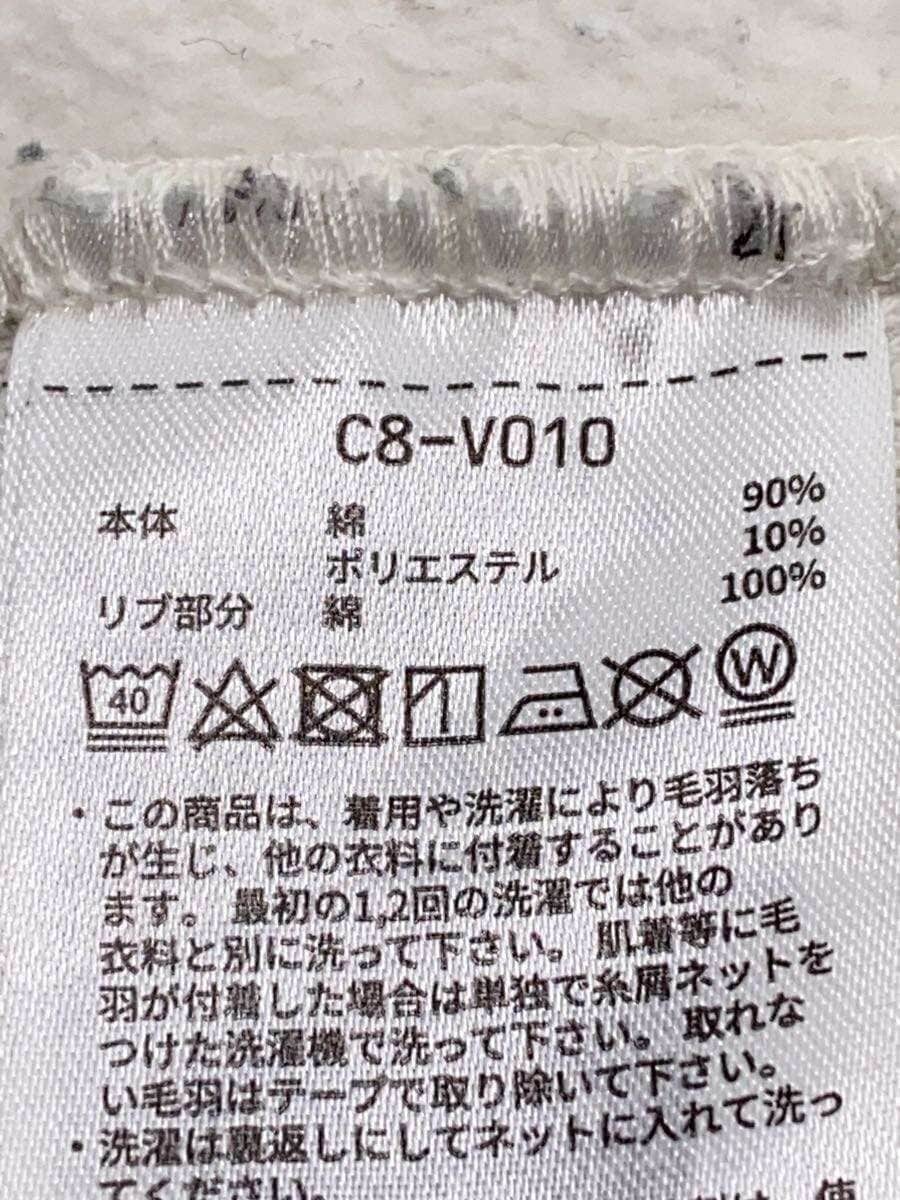 C8-V010
本体 綿 90%
ポリエステル 10%
リブ部分 綿 100%
40
W
・この商品は、着用や洗濯により毛羽落ち
が生じ、他の衣料に付着することがあり
ます。最初の1,2回の洗濯では他の
衣料と別に洗って下さい。肌着等に毛
羽が付着した場合は単独で糸屑ネットを
つけた洗濯機で洗って下さい。取れな
い毛羽はテープで取り除いて下さい。
・洗濯は裏返しにしてネットに入れて洗っ
てください。